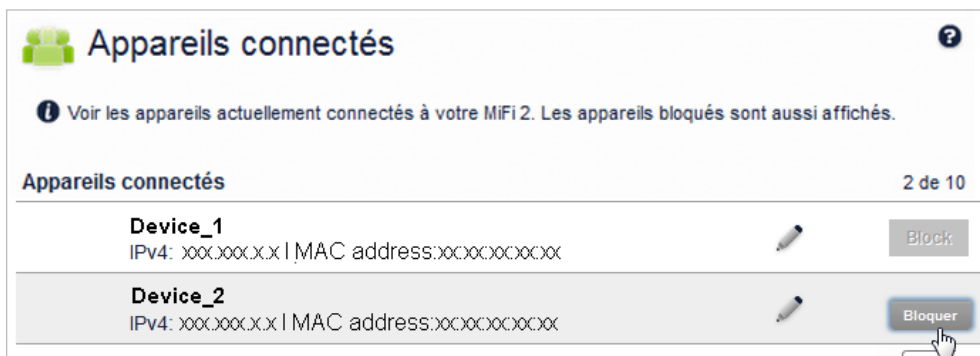 Appareils connectés
Voir les appareils actuellement connectés à votre MiFi 2. Les appareils bloqués sont aussi affichés.
Appareils connectés 2 de 10
Device_1
IPv4: xxx.xxx.x.x | MAC address:xx:xx:xx:xx:xx
Block
Device_2
IPv4: xxx.xxx.x.x | MAC address:xx:xx:xx:xx:xx
Bloquer